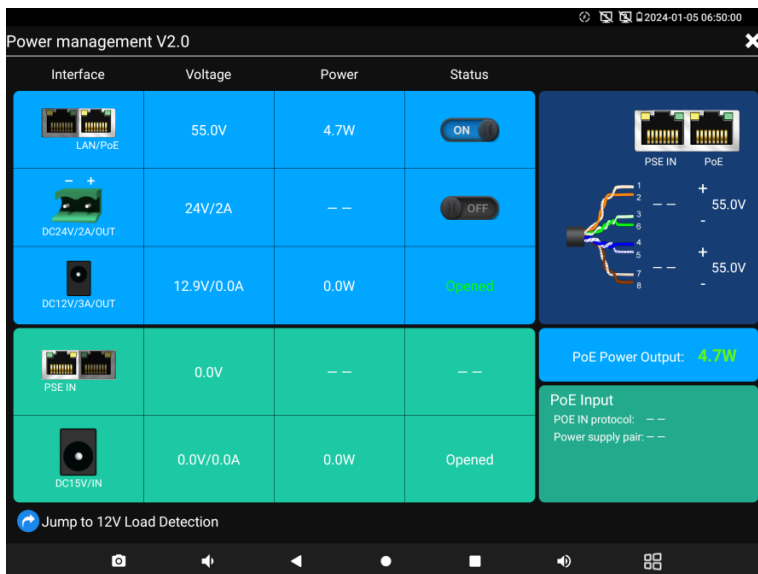 2024-01-05 06:50:00
Power management V2.0
Interface Voltage Power Status
LAN/PoE 55.0V 4.7W ON
− +
DC24V/2A/OUT 24V/2A – – OFF
DC12V/3A/OUT 12.9V/0.0A 0.0W Opened
PSE IN 0.0V – – – –
DC15V/IN 0.0V/0.0A 0.0W Opened
PSE IN PoE
1 +
2 – – 55.0V
3
6 -
4
5 +
7 – – 55.0V
8 -
PoE Power Output: 4.7W
PoE Input
POE IN protocol: – –
Power supply pair: – –
Jump to 12V Load Detection